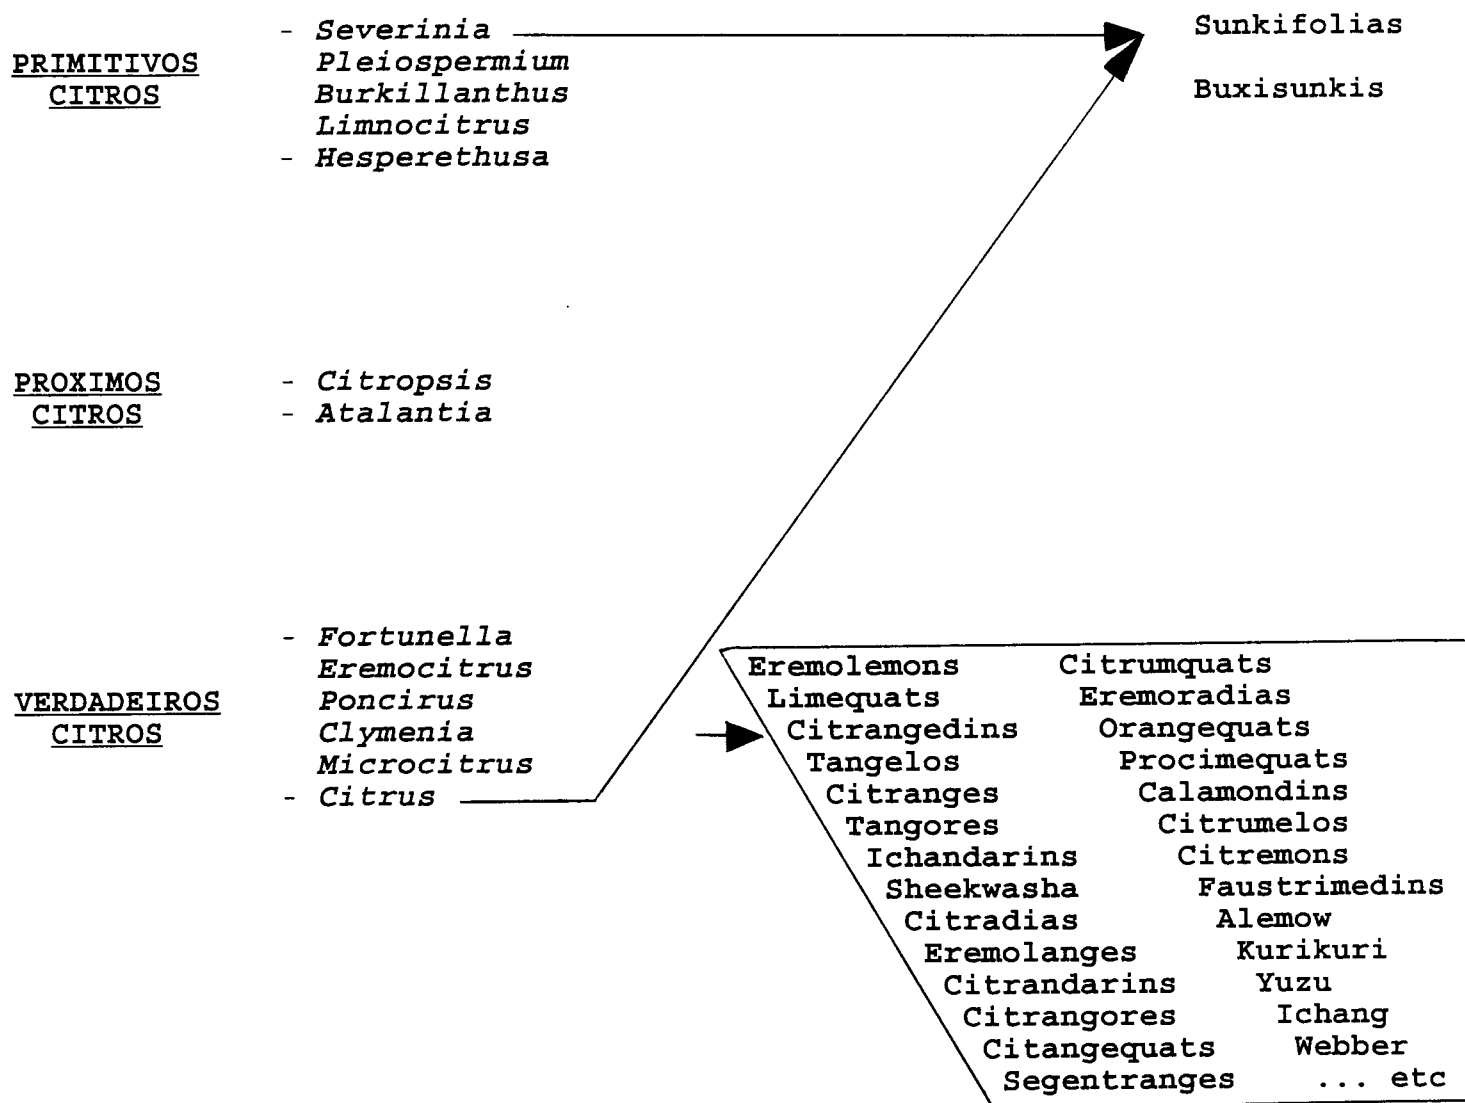 - Severinia Sunkifolias
PRIMITIVOS Pleiospermium
CITROS Burkillanthus Buxisunkis
Limnocitrus
- Hesperethusa
PROXIMOS - Citropsis
CITROS - Atalantia
- Fortunella
Eremocitrus
VERDADEIROS Poncirus
CITROS Clymenia
Microcitrus
- Citrus
Eremolemons Citrumquats
Limequats Eremoradias
Citrangedins Orangequats
Tangelos Procimequats
Citranges Calamondins
Tangores Citrumelos
Ichandarins Citremons
Sheekwasha Faustrimedins
Citradias Alemow
Eremolanges Kurikuri
Citrandarins Yuzu
Citrangores Ichang
Citangequats Webber
Segentranges ... etc